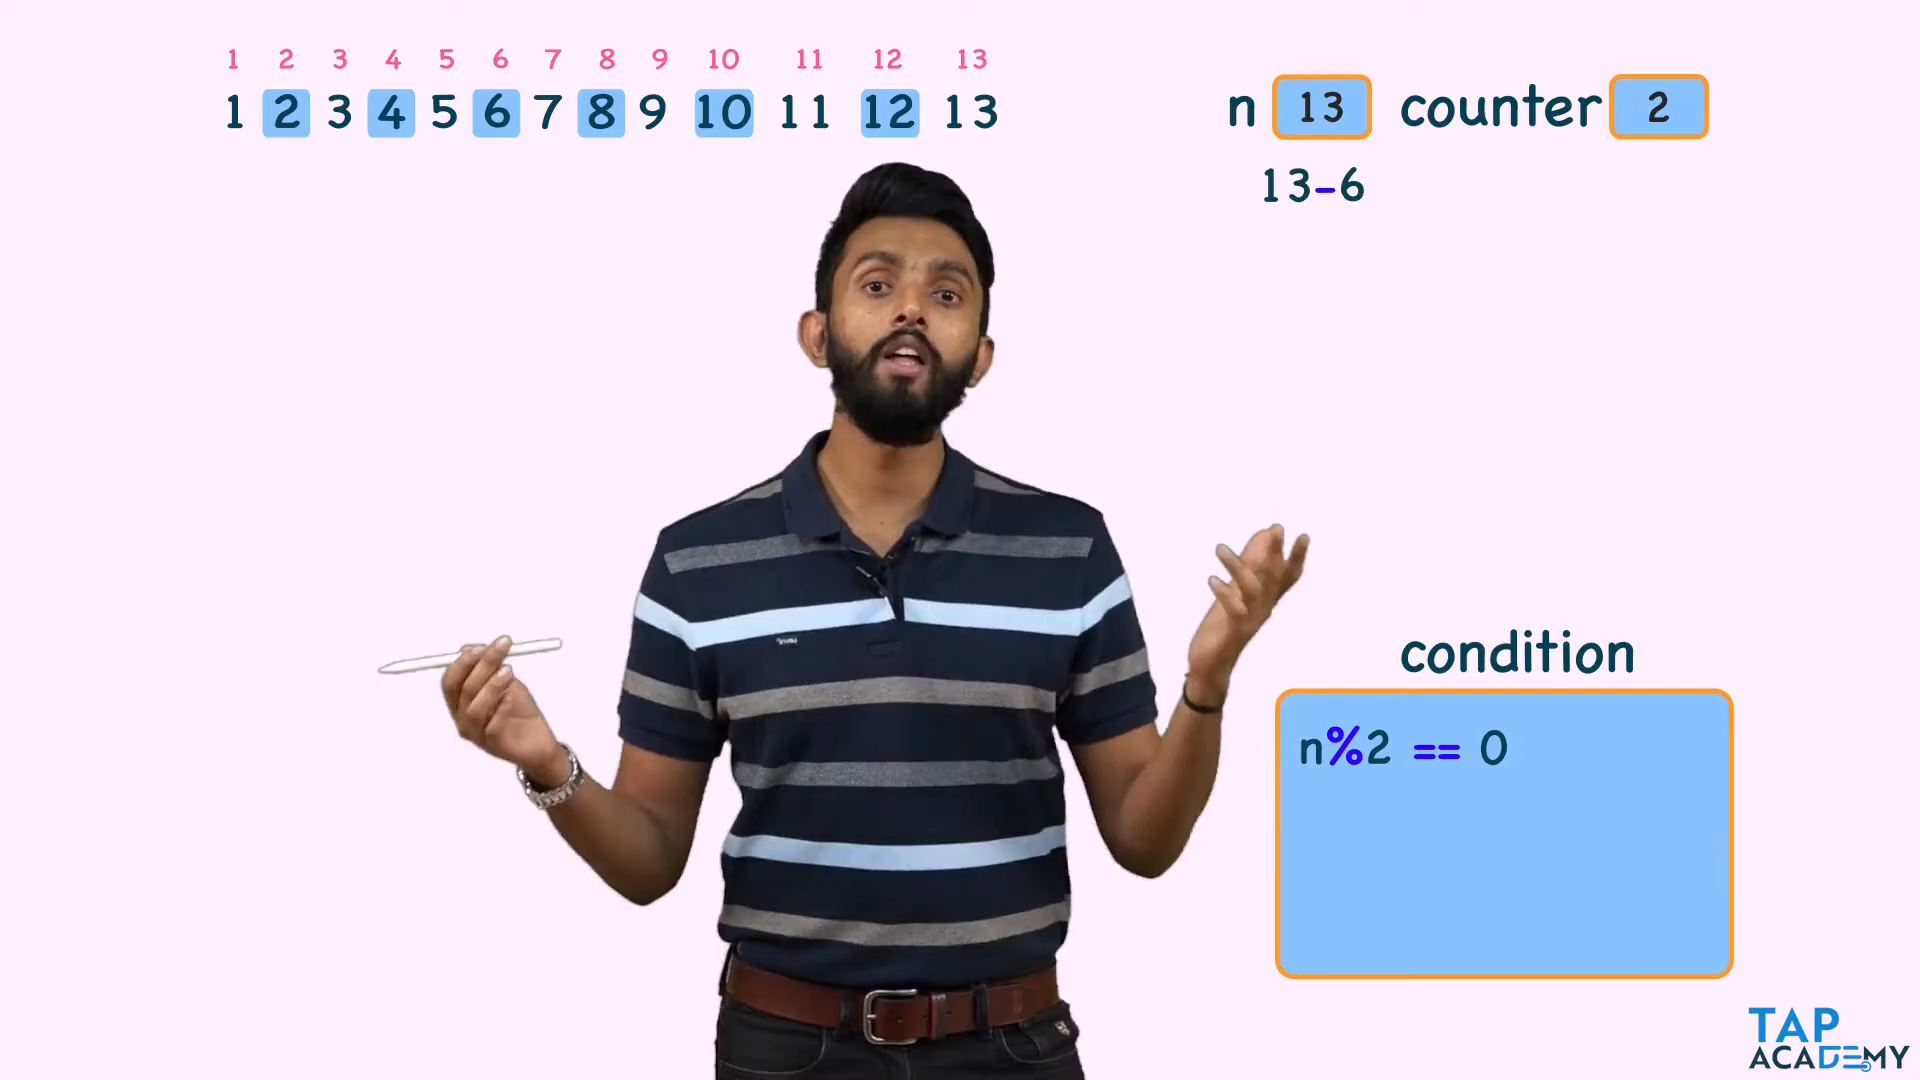 1 2 3 4 5 6 7 8 9 10 11 12 13
1 2 3 4 5 6 7 8 9 10 11 12 13
n 13 counter 2
13-6
condition
n%2 == 0
TAP
ACADEMY